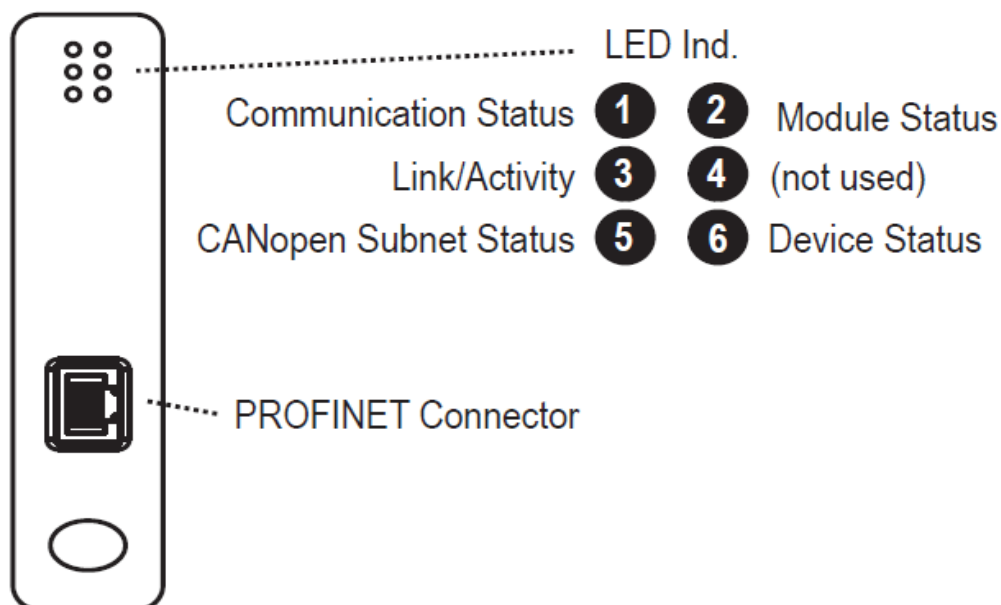 LED Ind.
Communication Status 1 2 Module Status
Link/Activity 3 4 (not used)
CANopen Subnet Status 5 6 Device Status
PROFINET Connector